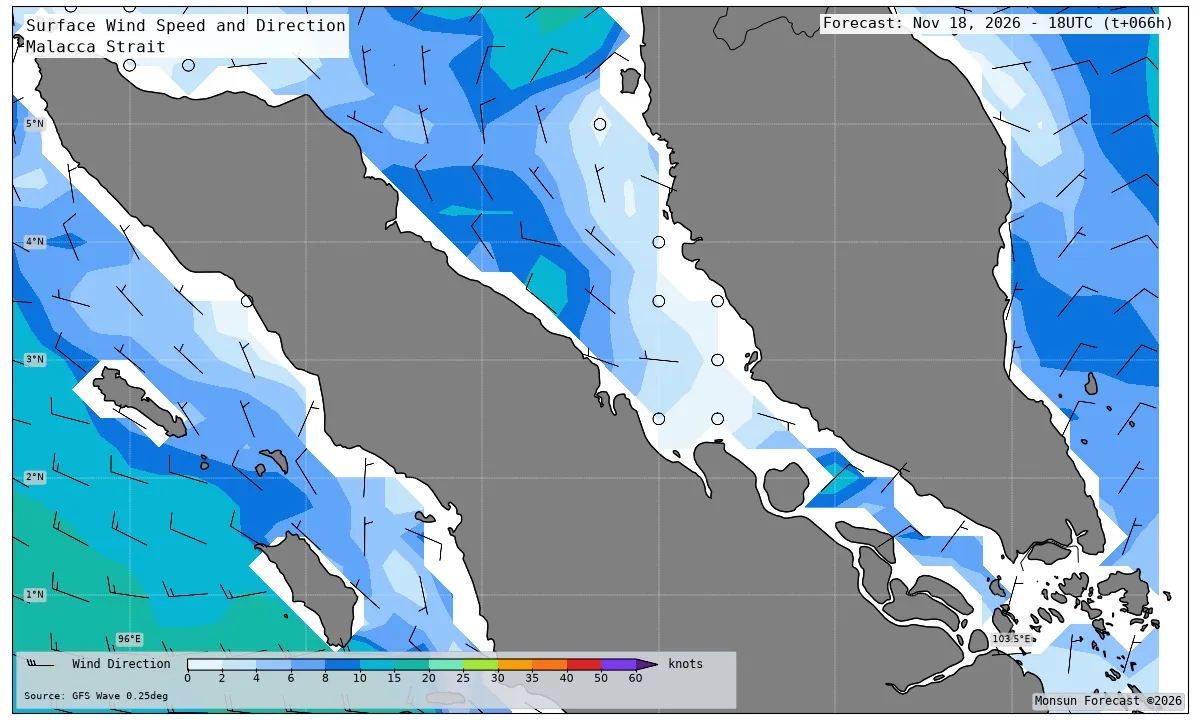 Surface Wind Speed and Direction
Malacca Strait
Forecast: Nov 18, 2026 - 18UTC (t+066h)
5°N
4°N
3°N
2°N
1°N
96°E
103.5°E
Wind Direction
0 2 4 6 8 10 15 20 25 30 35 40 50 60
knots
Source: GFS Wave 0.25deg
Monsun Forecast ©2026